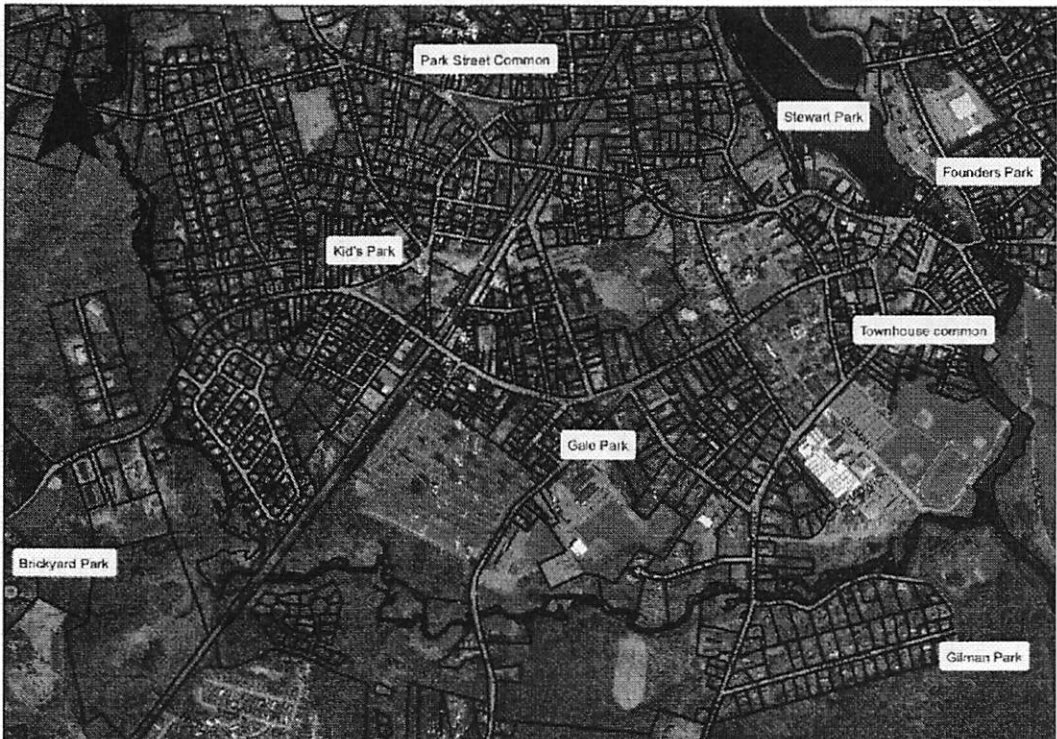 Park Street Common
Stewart Park
Founders Park
Kid's Park
Townhouse common
Gale Park
Brickyard Park
Gilman Park